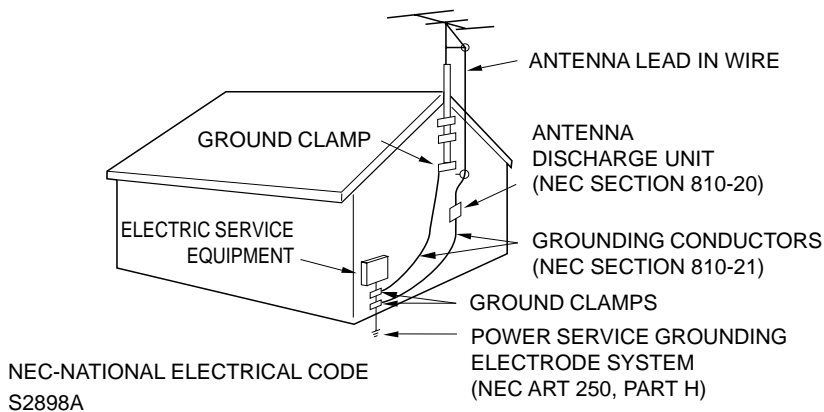 ANTENNA LEAD IN WIRE
GROUND CLAMP
ANTENNA
DISCHARGE UNIT
(NEC SECTION 810-20)
ELECTRIC SERVICE
EQUIPMENT
GROUNDING CONDUCTORS
(NEC SECTION 810-21)
GROUND CLAMPS
POWER SERVICE GROUNDING
ELECTRODE SYSTEM
(NEC ART 250, PART H)
NEC-NATIONAL ELECTRICAL CODE
S2898A